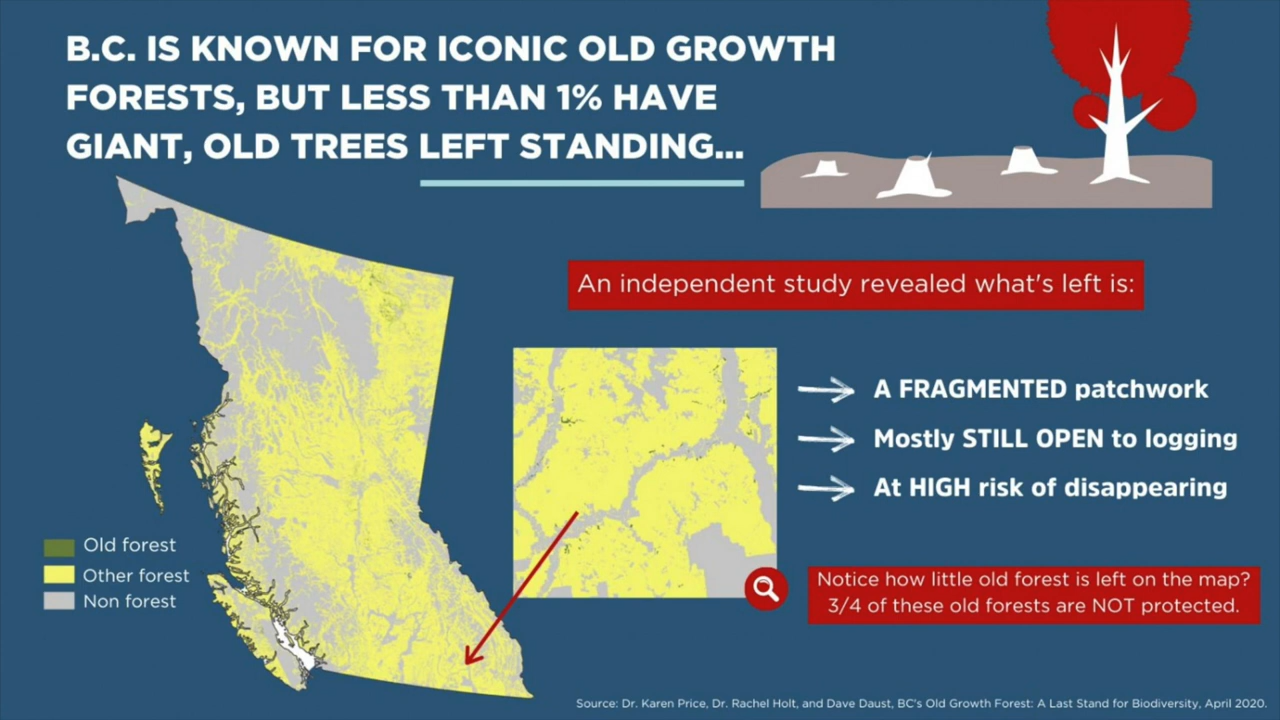 B.C. IS KNOWN FOR ICONIC OLD GROWTH
FORESTS, BUT LESS THAN 1% HAVE
GIANT, OLD TREES LEFT STANDING...
An independent study revealed what's left is:
A FRAGMENTED patchwork
Mostly STILL OPEN to logging
At HIGH risk of disappearing
Old forest
Other forest
Non forest
Notice how little old forest is left on the map?
3/4 of these old forests are NOT protected.
Source: Dr. Karen Price, Dr. Rachel Holt, and Dave Daust, BC's Old Growth Forest: A Last Stand for Biodiversity, April 2020.